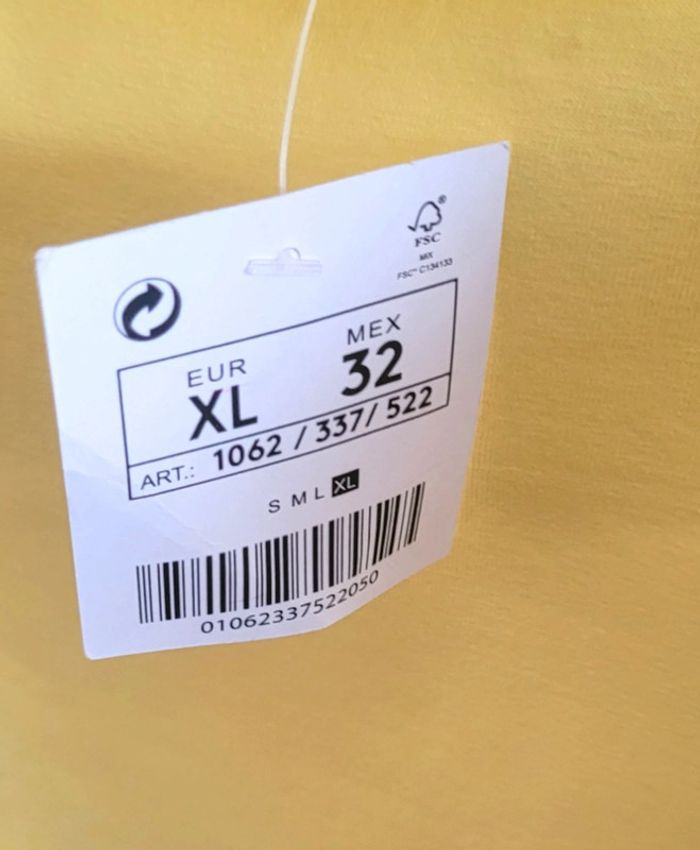 ®
FSC
MIX
FSC™ C134133
EUR MEX
XL 32
ART.: 1062 / 337/ 522
S M L XL
01062337522050